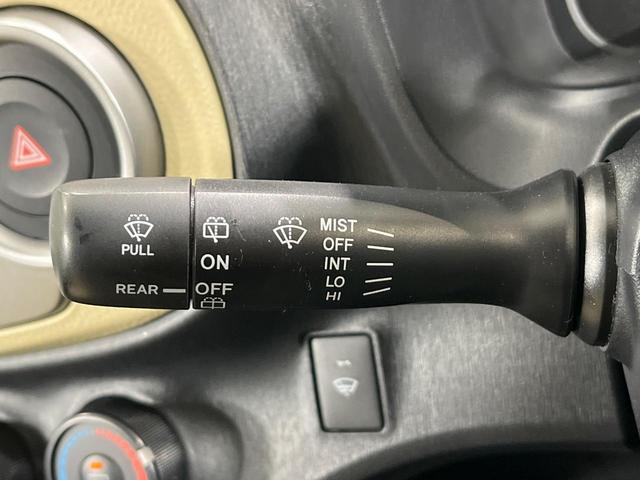 PULL
REAR
ON
OFF
MIST
OFF
INT
LO
HI